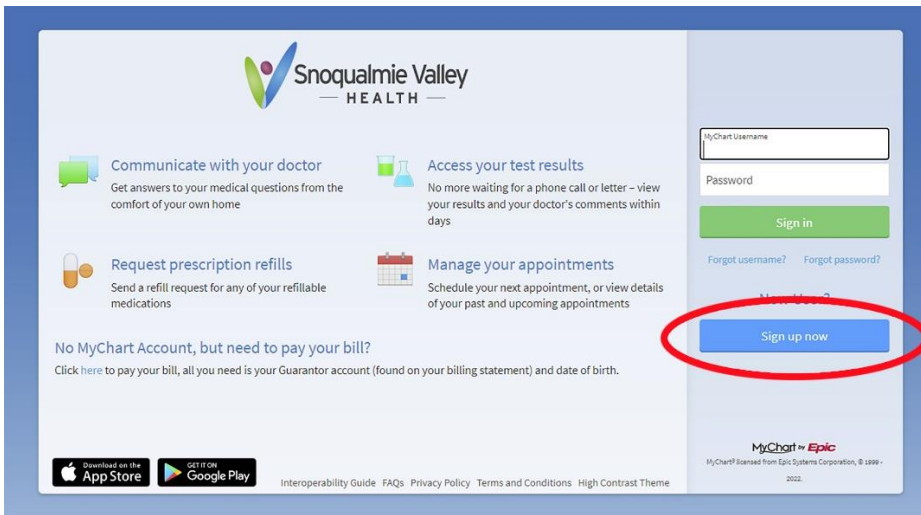 Snoqualmie Valley
HEALTH
Communicate with your doctor
Get answers to your medical questions from the
comfort of your own home
Access your test results
No more waiting for a phone call or letter – view
your results and your doctor's comments within
days
Request prescription refills
Send a refill request for any of your refillable
medications
Manage your appointments
Schedule your next appointment, or view details
of your past and upcoming appointments
No MyChart Account, but need to pay your bill?
Click here to pay your bill, all you need is your Guarantor account (found on your billing statement) and date of birth.
Download on the
App Store
GET IT ON
Google Play
Interoperability Guide FAQs Privacy Policy Terms and Conditions High Contrast Theme
MyChart Username
Password
Sign in
Forgot username? Forgot password?
New User?
Sign up now
MyChart by Epic
MyChart® licensed from Epic Systems Corporation, © 1999 -
2022.